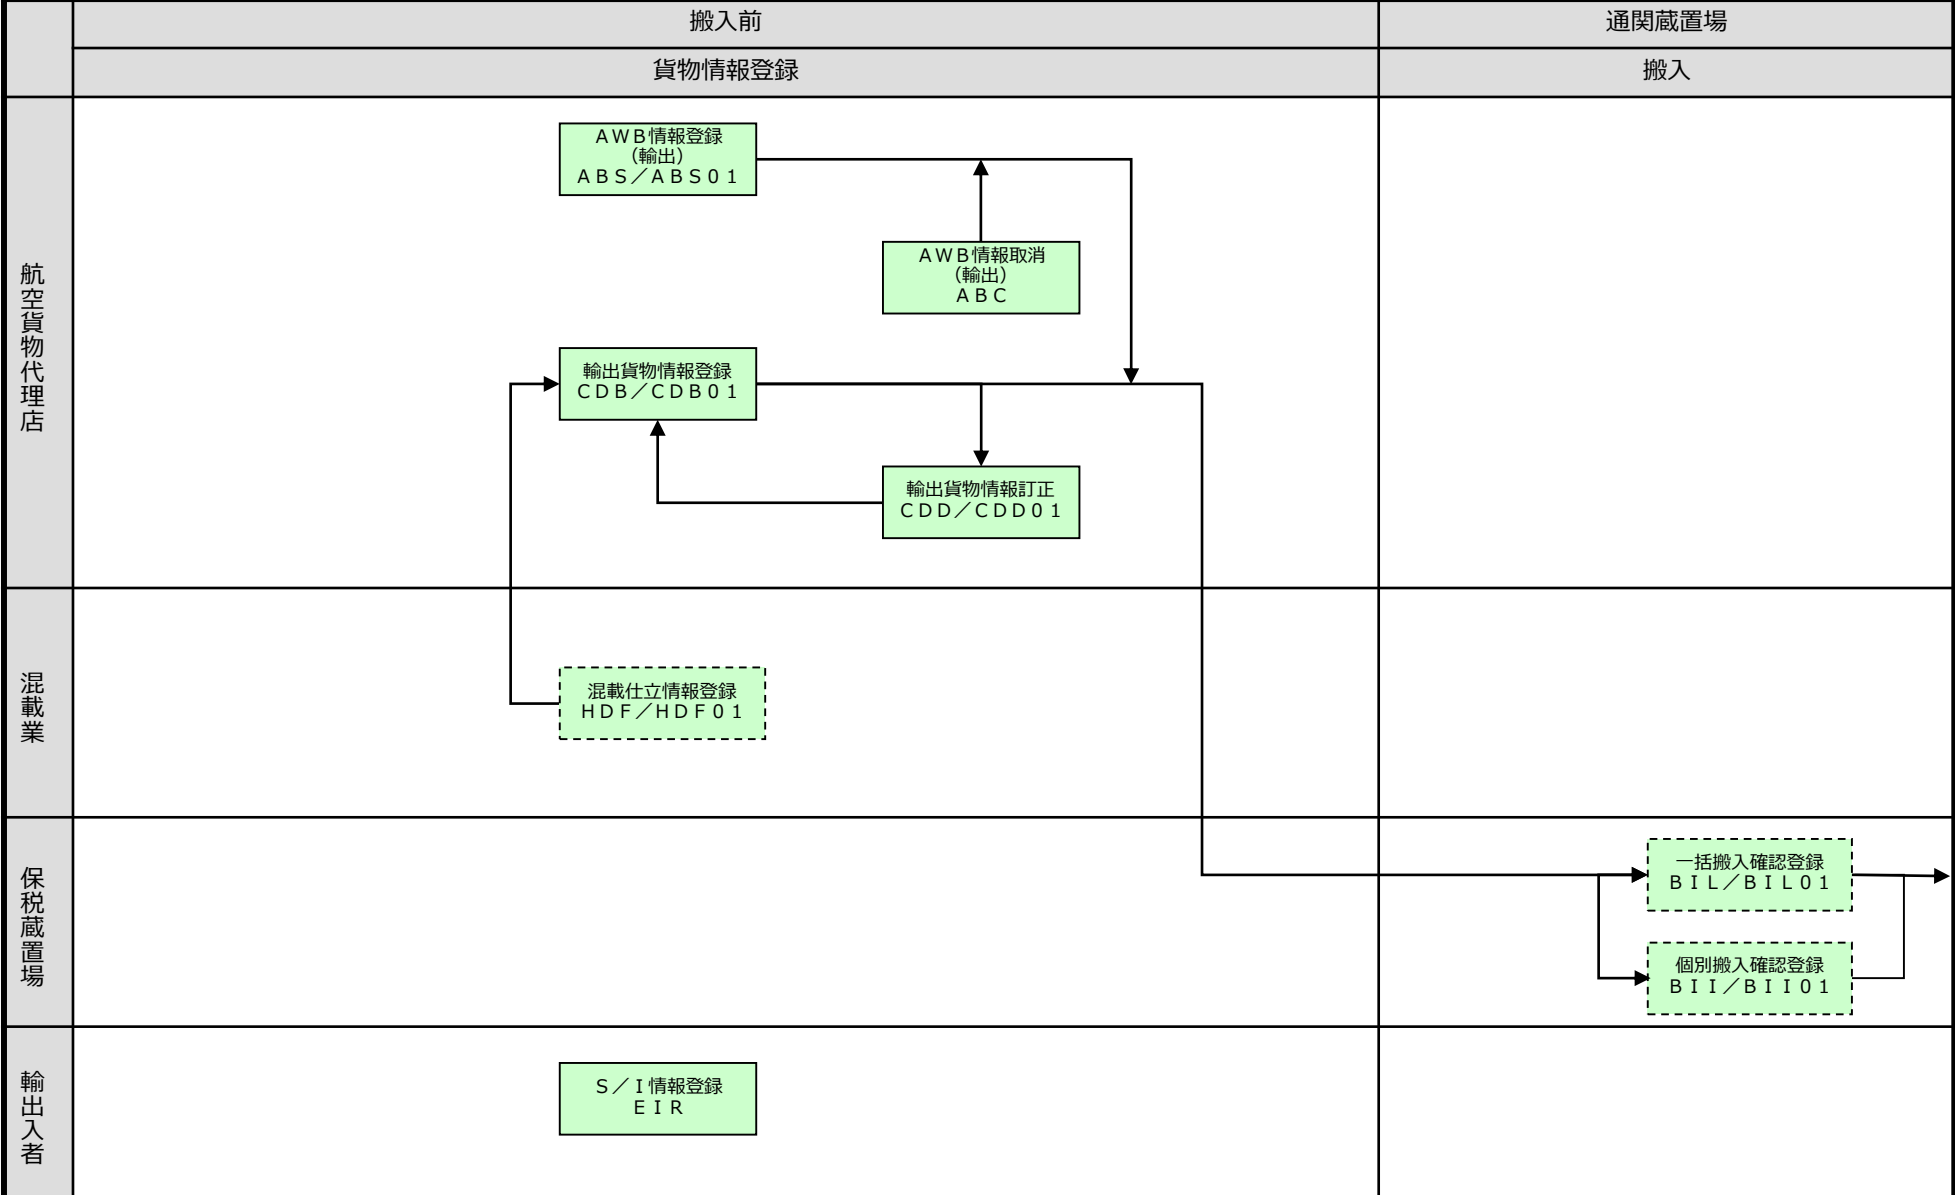 搬入前
通関蔵置場
貨物情報登録
搬入
航空貨物代理店
ＡＷＢ情報登録
（輸出）
ＡＢＳ／ＡＢＳ０１
ＡＷＢ情報取消
（輸出）
ＡＢＣ
輸出貨物情報登録
ＣＤＢ／ＣＤＢ０１
輸出貨物情報訂正
ＣＤＤ／ＣＤＤ０１
混載業
混載仕立情報登録
ＨＤＦ／ＨＤＦ０１
保税蔵置場
一括搬入確認登録
ＢＩＬ／ＢＩＬ０１
個別搬入確認登録
ＢＩＩ／ＢＩＩ０１
輸出入者
Ｓ／Ｉ情報登録
ＥＩＲ